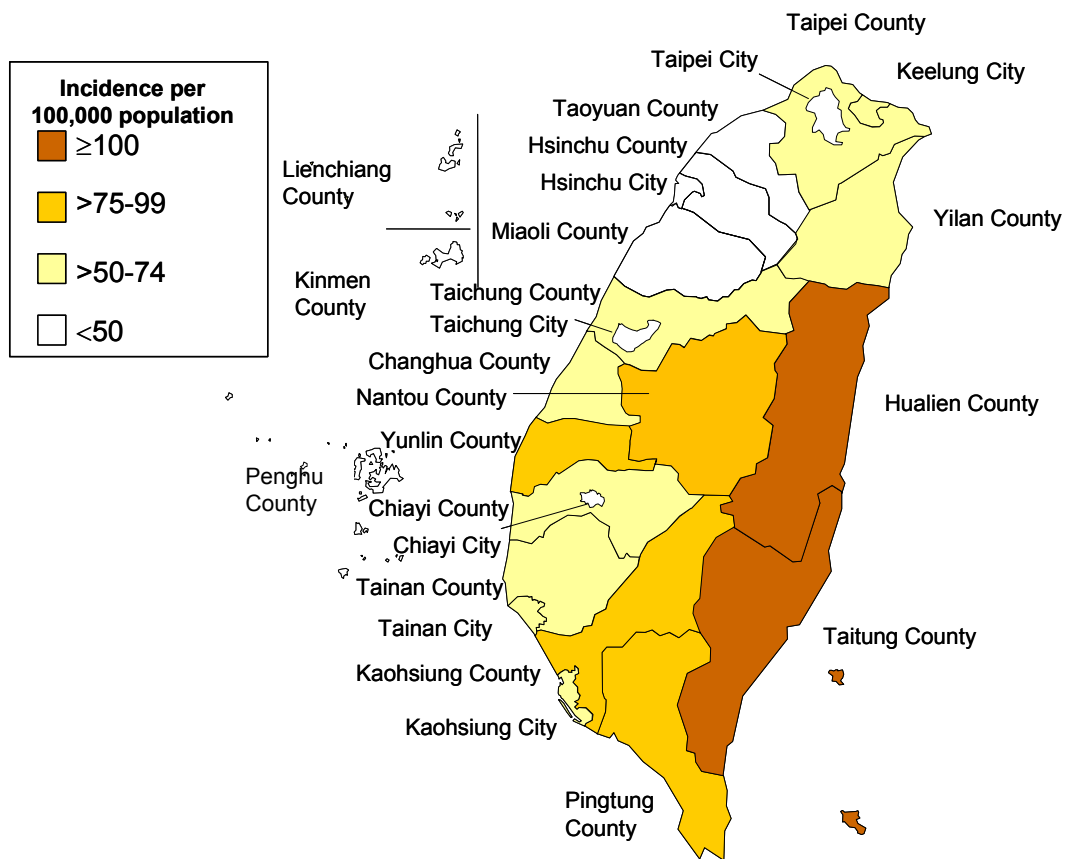 Incidence per
100,000 population
≥100
>75-99
>50-74
<50
Taipei County
Taipei City
Keelung City
Taoyuan County
Hsinchu County
Lienchiang
County
Hsinchu City
Yilan County
Miaoli County
Kinmen
County
Taichung County
Taichung City
Changhua County
Nantou County
Hualien County
Yunlin County
Penghu
County
Chiayi County
Chiayi City
Tainan County
Tainan City
Taitung County
Kaohsiung County
Kaohsiung City
Pingtung
County